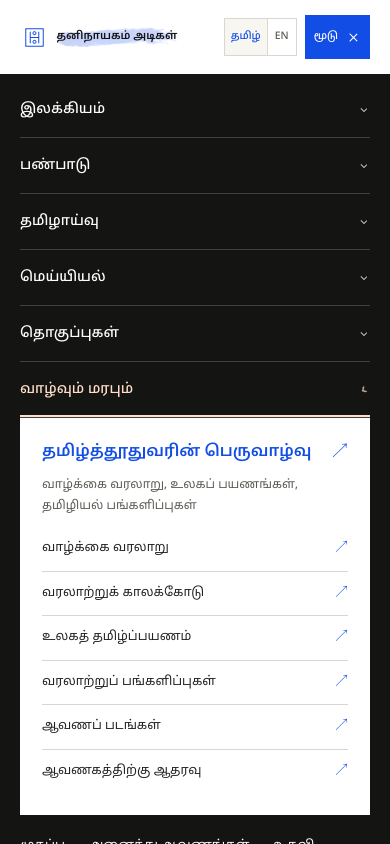 தனிநாயகம் அடிகள்
தமிழ் EN மூடு
இலக்கியம்
பண்பாடு
தமிழாய்வு
மெய்யியல்
தொகுப்புகள்
வாழ்வும் மரபும்
தமிழ்த்தூதுவரின் பெருவாழ்வு
வாழ்க்கை வரலாறு, உலகப் பயணங்கள்,
தமிழியல் பங்களிப்புகள்
வாழ்க்கை வரலாறு
வரலாற்றுக் காலக்கோடு
உலகத் தமிழ்ப்பயணம்
வரலாற்றுப் பங்களிப்புகள்
ஆவணப் படங்கள்
ஆவணகத்திற்கு ஆதரவு